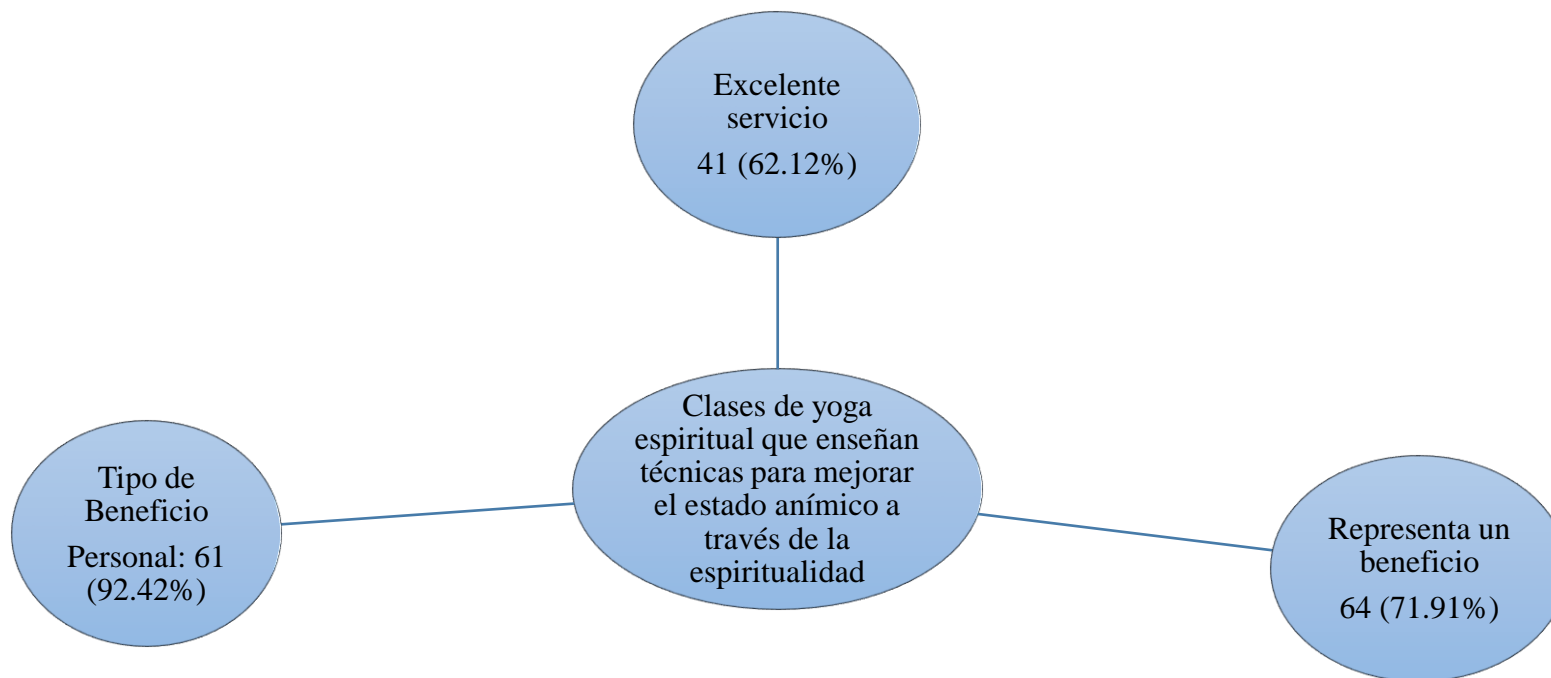 Excelente
servicio
41 (62.12%)
Clases de yoga
espiritual que enseñan
técnicas para mejorar
el estado anímico a
través de la
espiritualidad
Tipo de
Beneficio
Personal: 61
(92.42%)
Representa un
beneficio
64 (71.91%)